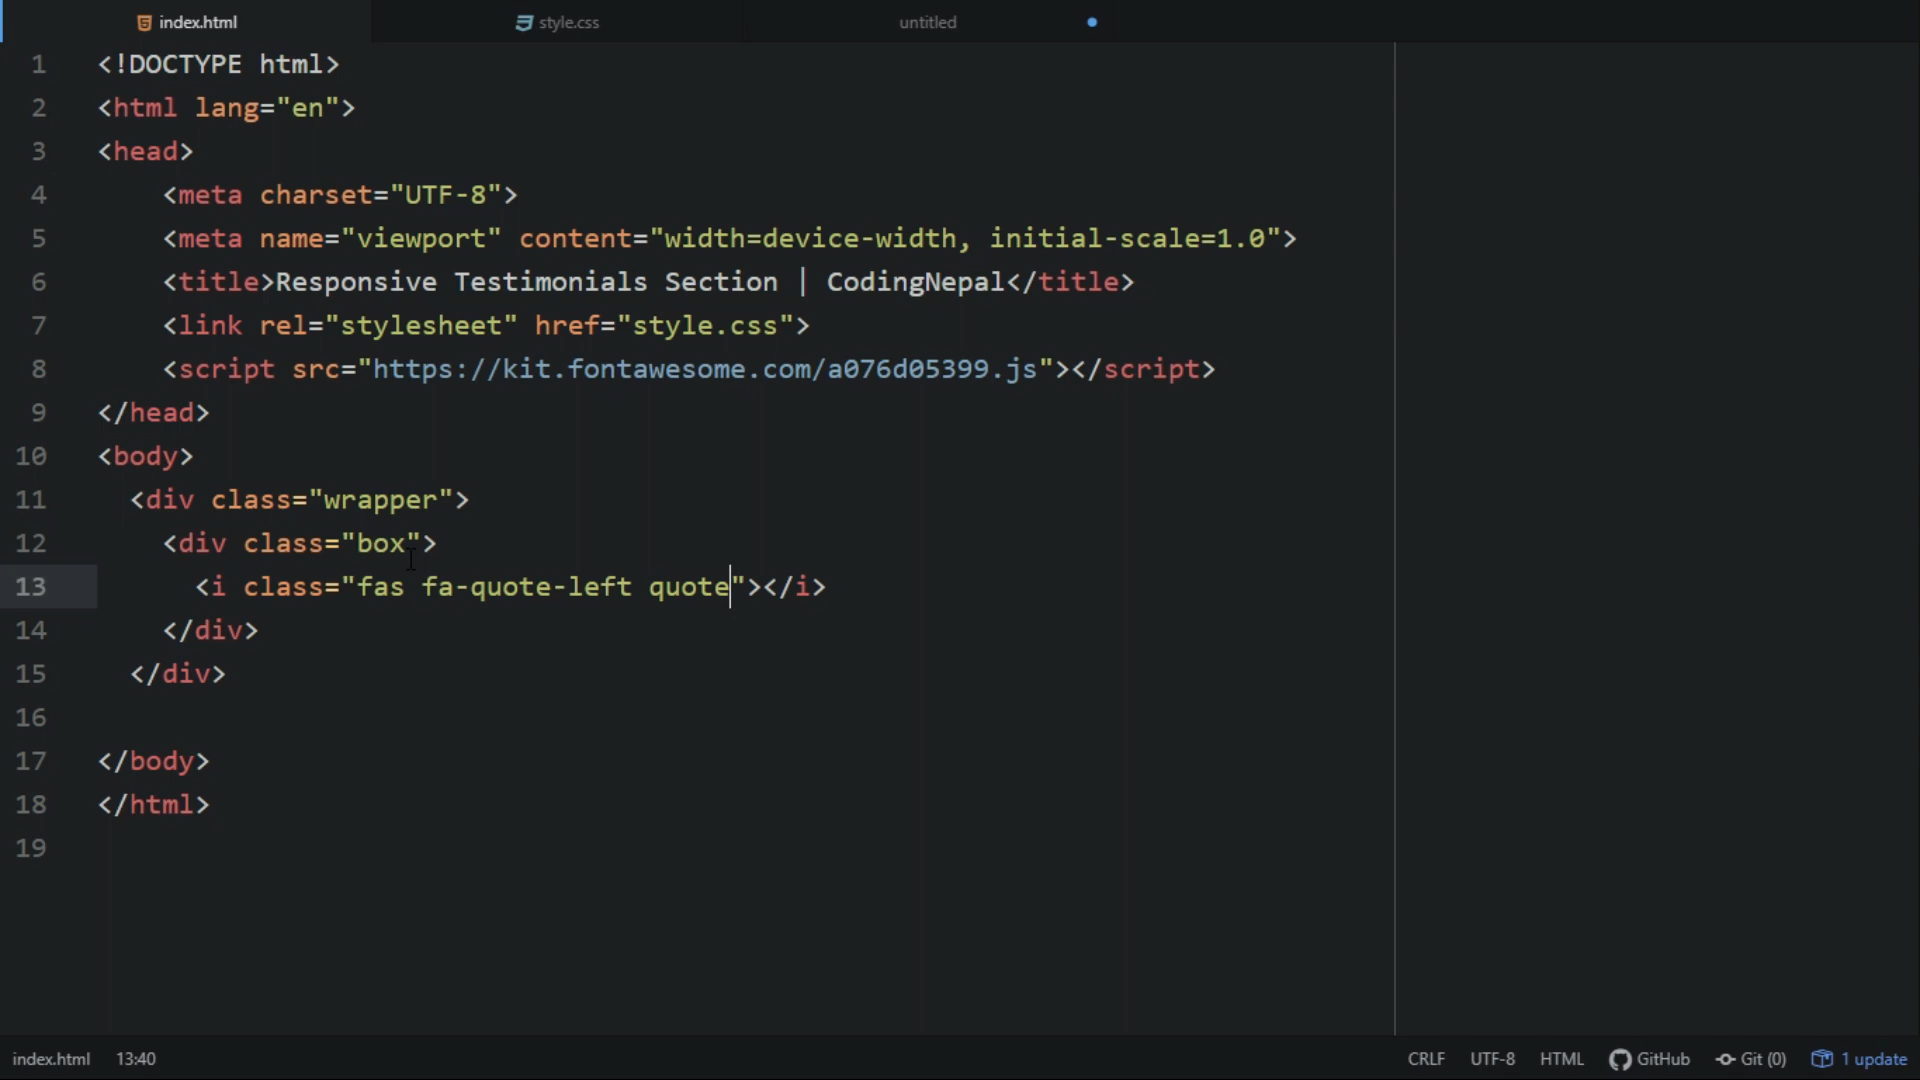 index.html style.css untitled
1 <!DOCTYPE html>
2 <html lang="en">
3 <head>
4 <meta charset="UTF-8">
5 <meta name="viewport" content="width=device-width, initial-scale=1.0">
6 <title>Responsive Testimonials Section | CodingNepal</title>
7 <link rel="stylesheet" href="style.css">
8 <script src="https://kit.fontawesome.com/a076d05399.js"></script>
9 </head>
10 <body>
11 <div class="wrapper">
12 <div class="box">
13 <i class="fas fa-quote-left quote"></i>
14 </div>
15 </div>
16
17 </body>
18 </html>
19
index.html 13:40 CRLF UTF-8 HTML GitHub Git (0) 1 update